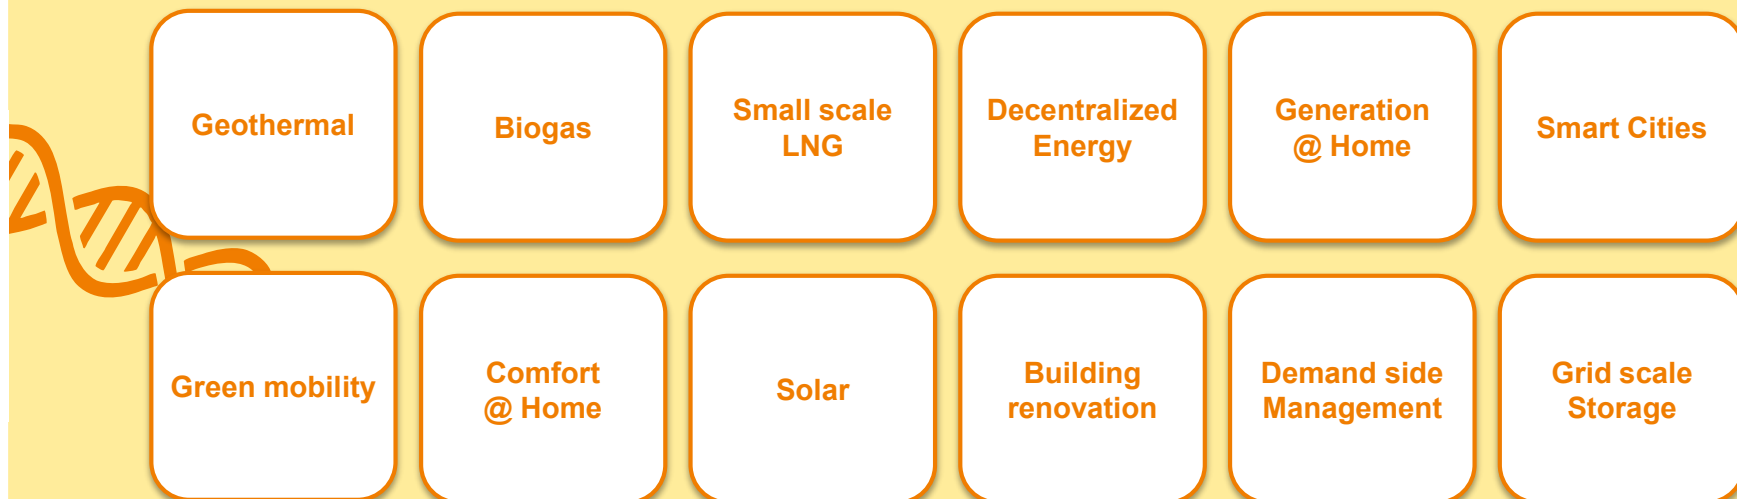 Geothermal
Biogas
Small scale
LNG
Decentralized
Energy
Generation
@ Home
Smart Cities
Green mobility
Comfort
@ Home
Solar
Building
renovation
Demand side
Management
Grid scale
Storage